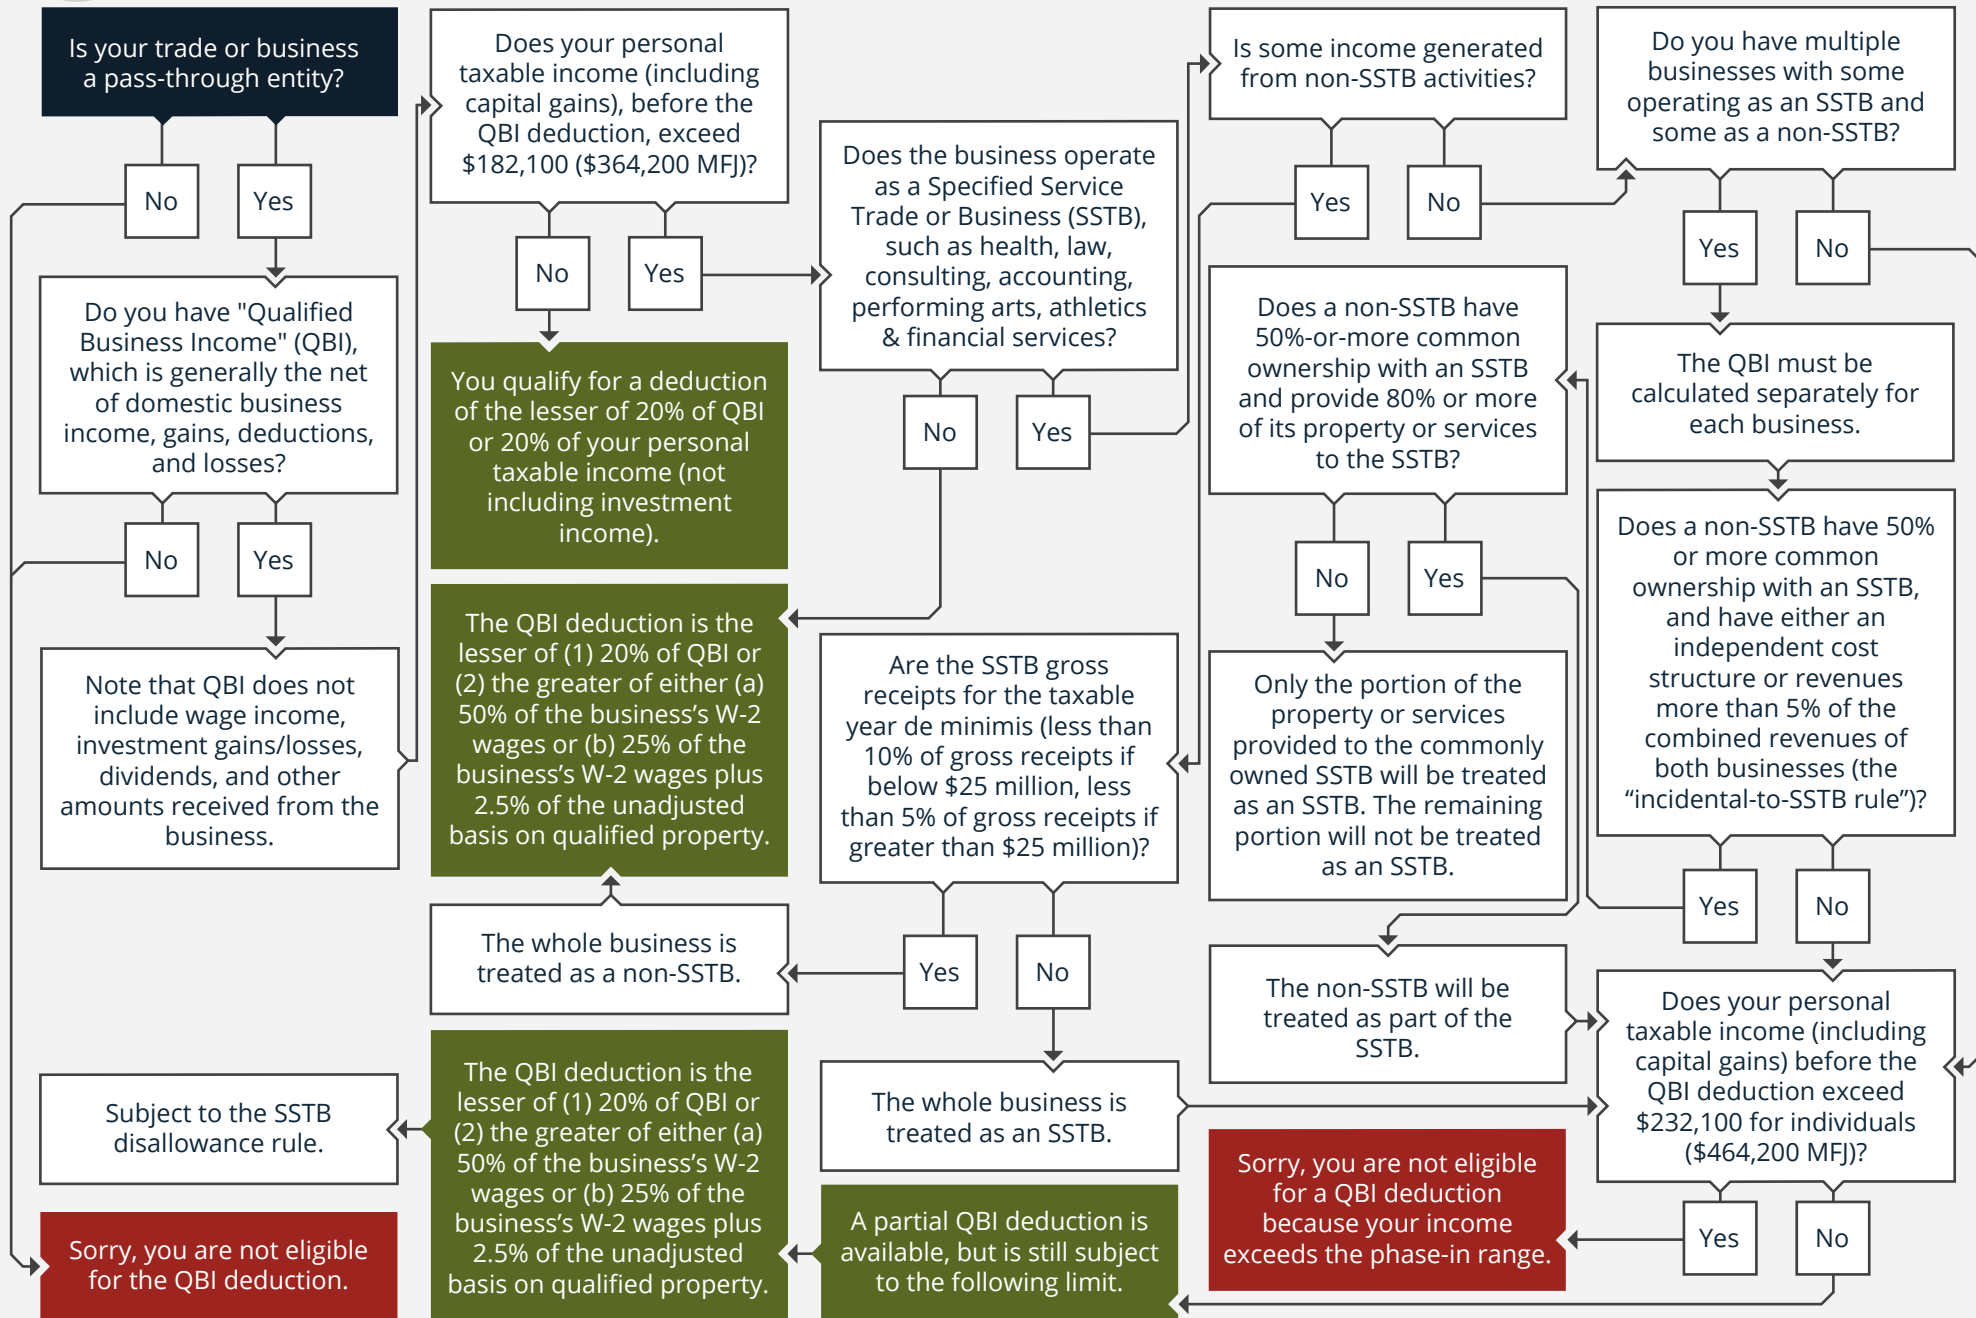 Is your trade or business
a pass-through entity?
No
Yes
Do you have "Qualified
Business Income" (QBI),
which is generally the net
of domestic business
income, gains, deductions,
and losses?
No
Yes
Note that QBI does not
include wage income,
investment gains/losses,
dividends, and other
amounts received from the
business.
Subject to the SSTB
disallowance rule.
Sorry, you are not eligible
for the QBI deduction.
Does your personal
taxable income (including
capital gains), before the
QBI deduction, exceed
$182,100 ($364,200 MFJ)?
No
Yes
You qualify for a deduction
of the lesser of 20% of QBI
or 20% of your personal
taxable income (not
including investment
income).
The QBI deduction is the
lesser of (1) 20% of QBI or
(2) the greater of either (a)
50% of the business’s W-2
wages or (b) 25% of the
business’s W-2 wages plus
2.5% of the unadjusted
basis on qualified property.
The whole business is
treated as a non-SSTB.
The QBI deduction is the
lesser of (1) 20% of QBI or
(2) the greater of either (a)
50% of the business’s W-2
wages or (b) 25% of the
business’s W-2 wages plus
2.5% of the unadjusted
basis on qualified property.
Does the business operate
as a Specified Service
Trade or Business (SSTB),
such as health, law,
consulting, accounting,
performing arts, athletics
& financial services?
No
Yes
Are the SSTB gross
receipts for the taxable
year de minimis (less than
10% of gross receipts if
below $25 million, less
than 5% of gross receipts if
greater than $25 million)?
Yes
No
The whole business is
treated as an SSTB.
A partial QBI deduction is
available, but is still subject
to the following limit.
Is some income generated
from non-SSTB activities?
Yes
No
Does a non-SSTB have
50%-or-more common
ownership with an SSTB
and provide 80% or more
of its property or services
to the SSTB?
No
Yes
Only the portion of the
property or services
provided to the commonly
owned SSTB will be treated
as an SSTB. The remaining
portion will not be treated
as an SSTB.
The non-SSTB will be
treated as part of the
SSTB.
Sorry, you are not eligible
for a QBI deduction
because your income
exceeds the phase-in range.
Do you have multiple
businesses with some
operating as an SSTB and
some as a non-SSTB?
Yes
No
The QBI must be
calculated separately for
each business.
Does a non-SSTB have 50%
or more common
ownership with an SSTB,
and have either an
independent cost
structure or revenues
more than 5% of the
combined revenues of
both businesses (the
“incidental-to-SSTB rule”)?
Yes
No
Does your personal
taxable income (including
capital gains) before the
QBI deduction exceed
$232,100 for individuals
($464,200 MFJ)?
Yes
No